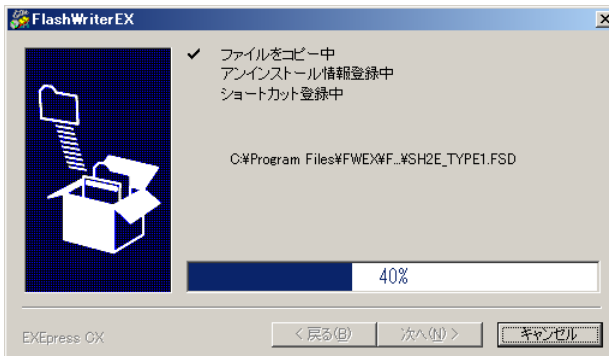 FlashWriterEX
✓ ファイルをコピー中
アンインストール情報登録中
ショートカット登録中
C:¥Program Files¥FWEX¥F...¥SH2E_TYPE1.FSD
40%
EXEpress CX
< 戻る(B) 次へ(N) > キャンセル